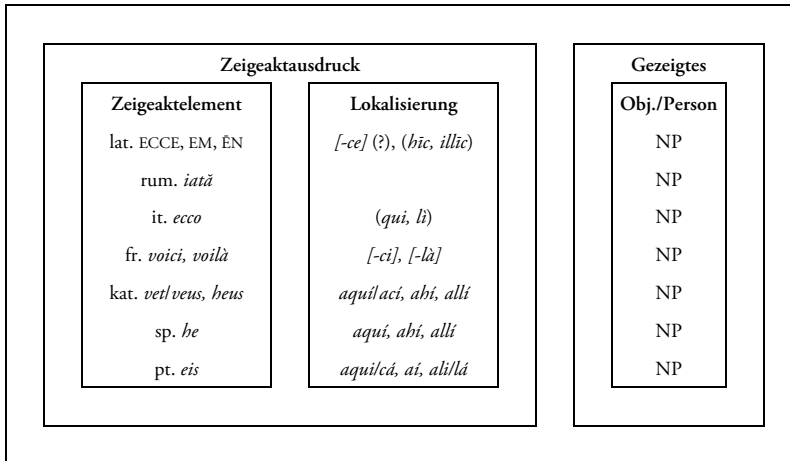 Zeigeaktausdruck Gezeigtes
Zeigeaktelement Lokalisierung Obj./Person
lat. ECCE, EM, ĒN [-ce] (?), (hīc, illīc) NP
rum. iată NP
it. ecco (qui, lì) NP
fr. voici, voilà [-ci], [-là] NP
kat. vet/veus, heus aquí/ací, ahí, allí NP
sp. he aquí, ahí, allí NP
pt. eis aqui/cá, aí, ali/lá NP